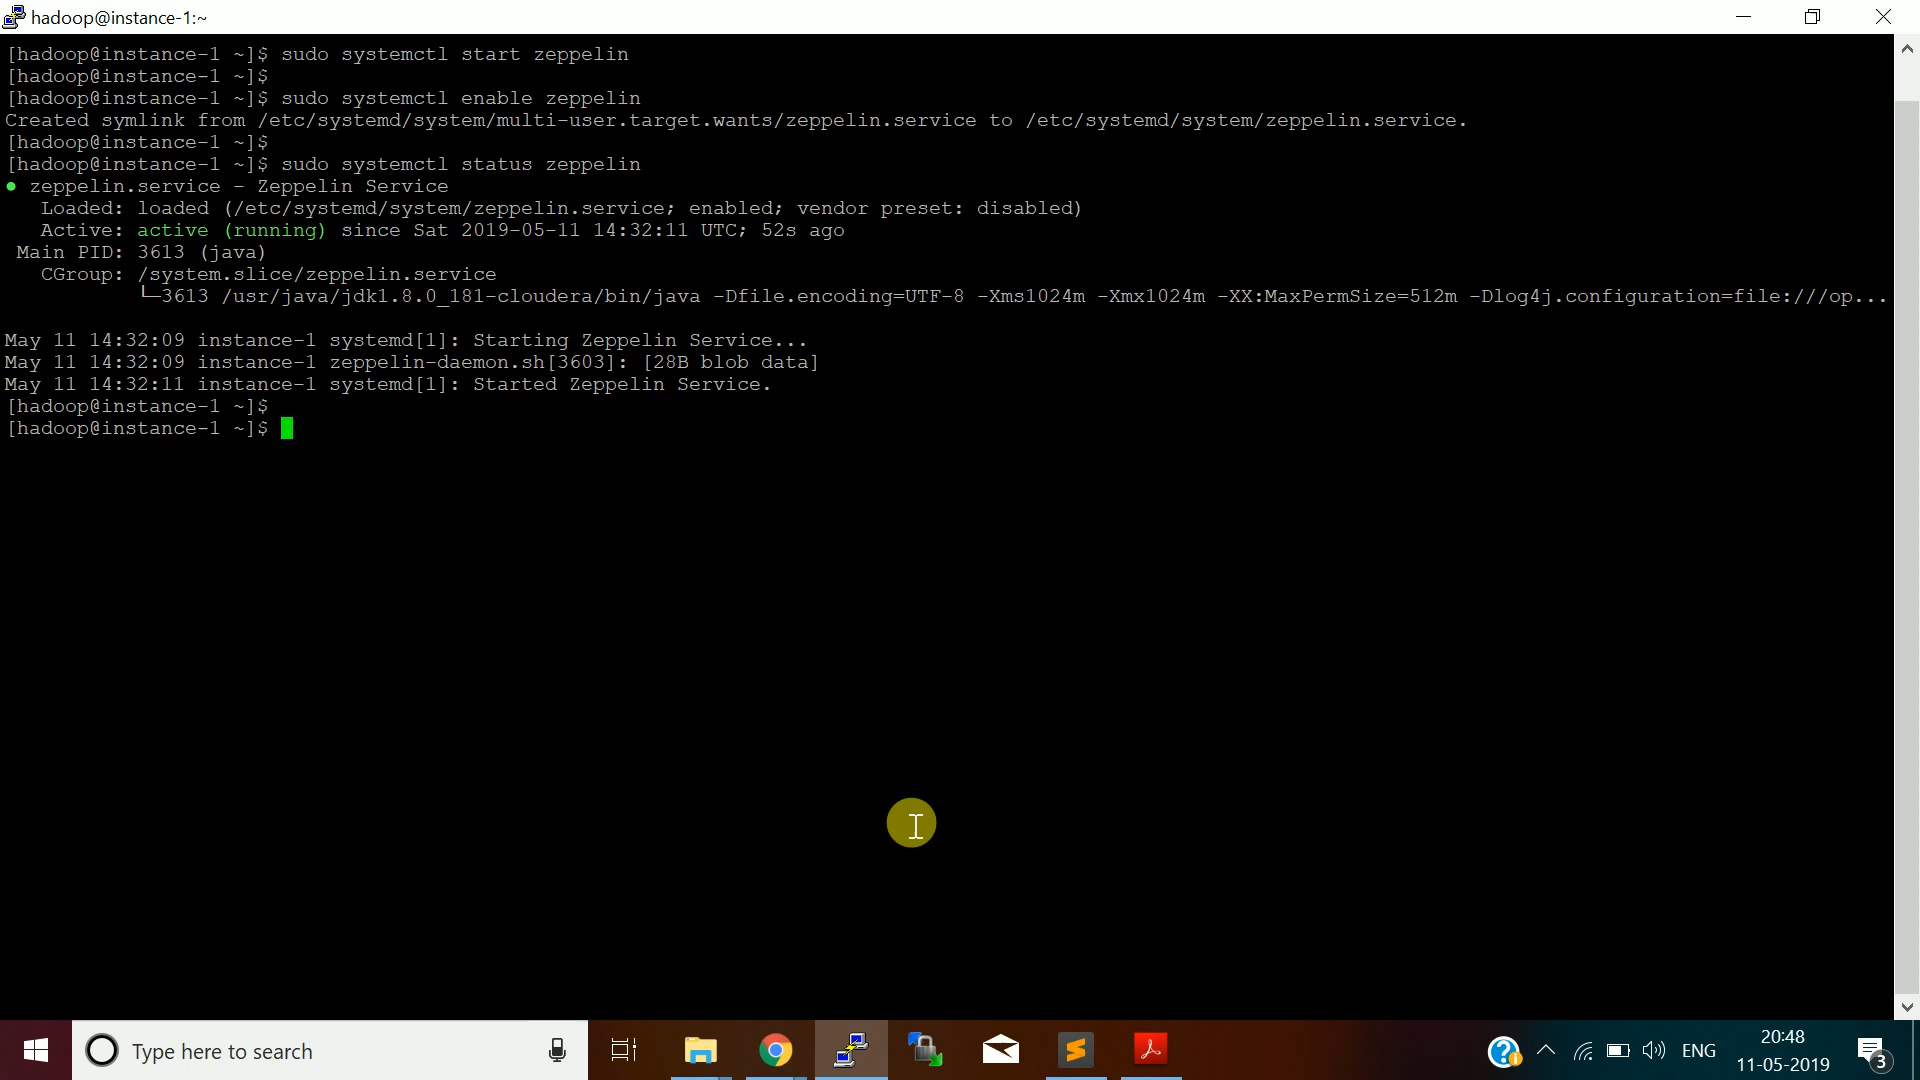 hadoop@instance-1:~
[hadoop@instance-1 ~]$ sudo systemctl start zeppelin
[hadoop@instance-1 ~]$
[hadoop@instance-1 ~]$ sudo systemctl enable zeppelin
Created symlink from /etc/systemd/system/multi-user.target.wants/zeppelin.service to /etc/systemd/system/zeppelin.service.
[hadoop@instance-1 ~]$
[hadoop@instance-1 ~]$ sudo systemctl status zeppelin
● zeppelin.service - Zeppelin Service
   Loaded: loaded (/etc/systemd/system/zeppelin.service; enabled; vendor preset: disabled)
   Active: active (running) since Sat 2019-05-11 14:32:11 UTC; 52s ago
 Main PID: 3613 (java)
   CGroup: /system.slice/zeppelin.service
           └─3613 /usr/java/jdk1.8.0_181-cloudera/bin/java -Dfile.encoding=UTF-8 -Xms1024m -Xmx1024m -XX:MaxPermSize=512m -Dlog4j.configuration=file:///op...
May 11 14:32:09 instance-1 systemd[1]: Starting Zeppelin Service...
May 11 14:32:09 instance-1 zeppelin-daemon.sh[3603]: [28B blob data]
May 11 14:32:11 instance-1 systemd[1]: Started Zeppelin Service.
[hadoop@instance-1 ~]$
[hadoop@instance-1 ~]$
Type here to search
ENG
20:48
11-05-2019
3